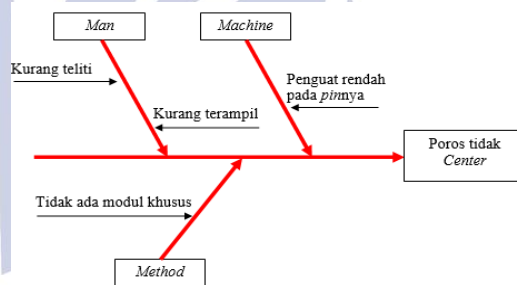 Man
Machine
Kurang teliti
Penguat rendah
pada pinnya
Kurang terampil
Poros tidak
Center
Tidak ada modul khusus
Method